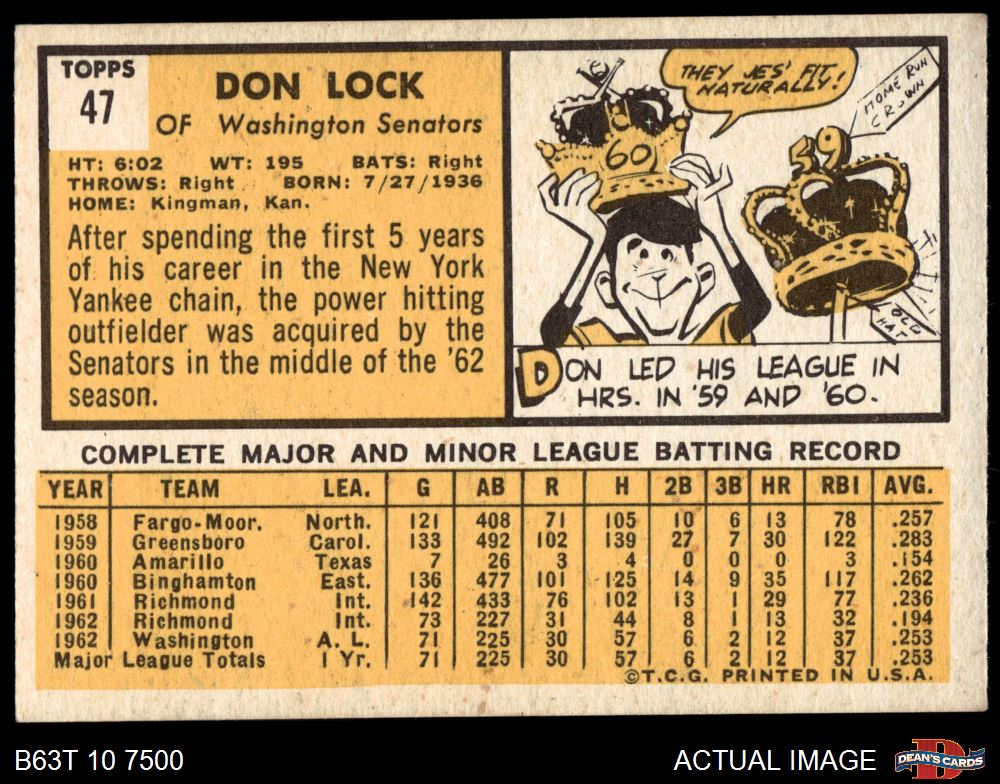 TOPPS
47
DON LOCK
OF Washington Senators
HT: 6:02 WT: 195 BATS: Right
THROWS: Right BORN: 7/27/1936
HOME: Kingman, Kan.
After spending the first 5 years
of his career in the New York
Yankee chain, the power hitting
outfielder was acquired by the
Senators in the middle of the '62
season.
THEY JES' FIT
NATURALLY!
60
59
HOME RUN
CROWN
OLD
HAT
DON LED HIS LEAGUE IN
HRS. IN '59 AND '60.
COMPLETE MAJOR AND MINOR LEAGUE BATTING RECORD
YEAR TEAM LEA. G AB R H 2B 3B HR RBI AVG.
1958 Fargo-Moor. North. 121 408 71 105 10 6 13 78 .257
1959 Greensboro Carol. 133 492 102 139 27 7 30 122 .283
1960 Amarillo Texas 7 26 3 4 0 0 0 3 .154
1960 Binghamton East. 136 477 101 125 14 9 35 117 .262
1961 Richmond Int. 142 433 76 102 13 1 29 77 .236
1962 Richmond Int. 73 227 31 44 8 1 13 32 .194
1962 Washington A. L. 71 225 30 57 6 2 12 37 .253
Major League Totals 1 Yr. 71 225 30 57 6 2 12 37 .253
©T.C.G. PRINTED IN U.S.A.
B63T 10 7500
ACTUAL IMAGE
D
DEAN'S CARDS